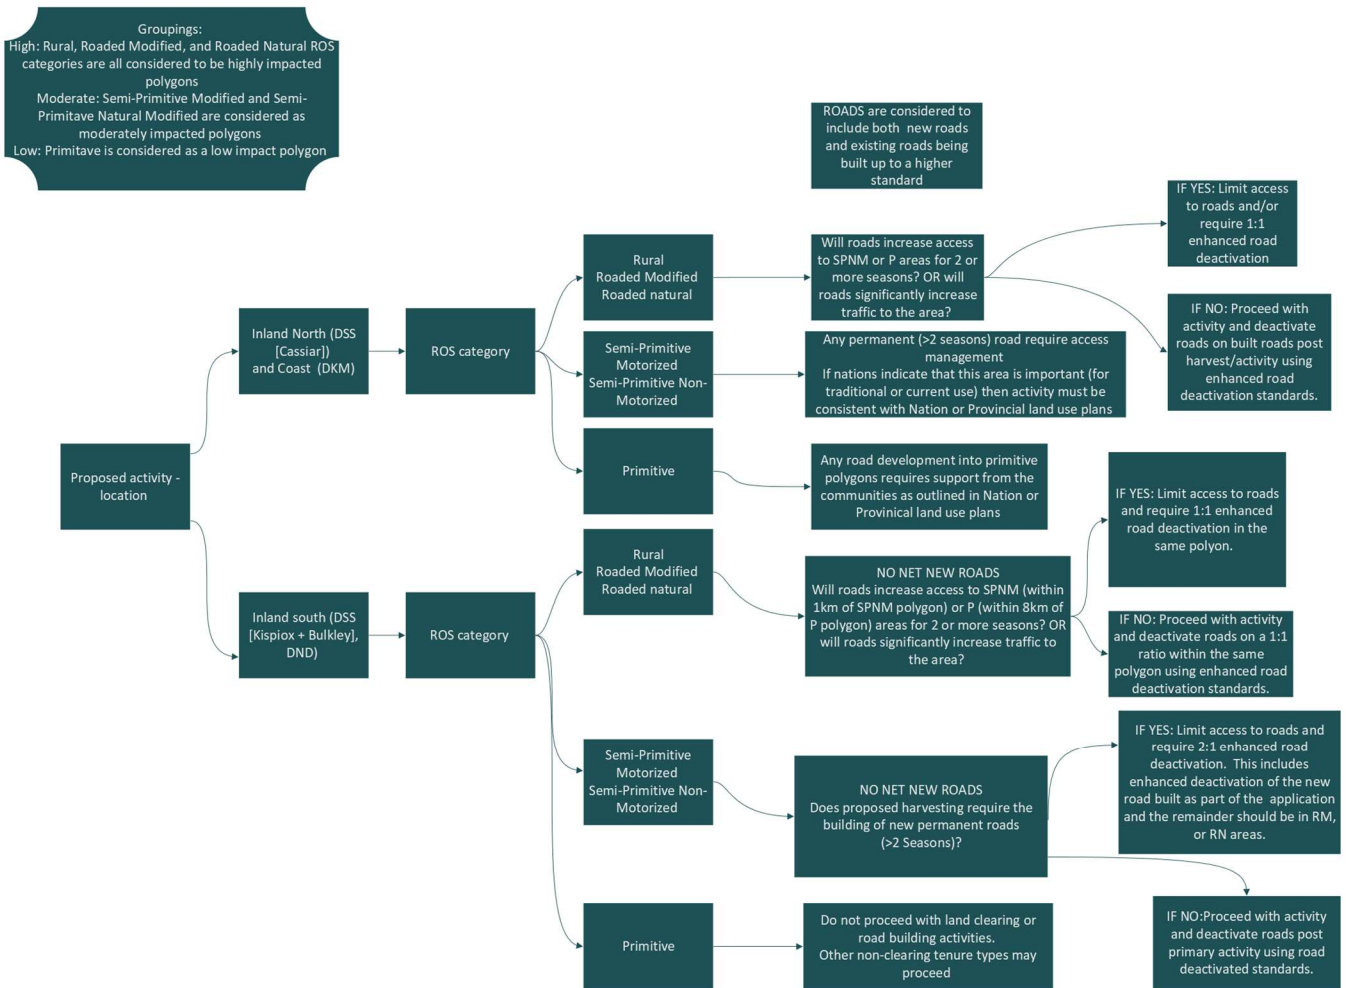 Groupings:
High: Rural, Roaded Modified, and Roaded Natural ROS
categories are all considered to be highly impacted
polygons
Moderate: Semi-Primitive Modified and Semi-
Primitave Natural Modified are considered as
moderately impacted polygons
Low: Primitave is considered as a low impact polygon
ROADS are considered to
include both new roads
and existing roads being
built up to a higher
standard
Proposed activity -
location
Inland North (DSS
[Cassiar])
and Coast (DKM)
ROS category
Rural
Roaded Modified
Roaded natural
Will roads increase access
to SPNM or P areas for 2 or
more seasons? OR will
roads significantly increase
traffic to the area?
IF YES: Limit access
to roads and/or
require 1:1
enhanced road
deactivation
IF NO: Proceed with
activity and deactivate
roads on built roads post
harvest/activity using
enhanced road
deactivation standards.
Semi-Primitive
Motorized
Semi-Primitive Non-
Motorized
Any permanent (>2 seasons) road require access
management
If nations indicate that this area is important (for
traditional or current use) then activity must be
consistent with Nation or Provincial land use plans
Primitive
Any road development into primitive
polygons requires support from the
communities as outlined in Nation or
Provinical land use plans
Inland south (DSS
[Kispiox + Bulkley],
DND)
ROS category
Rural
Roaded Modified
Roaded natural
NO NET NEW ROADS
Will roads increase access to SPNM (within
1km of SPNM polygon) or P (within 8km of
P polygon) areas for 2 or more seasons? OR
will roads significantly increase traffic to
the area?
IF YES: Limit access to roads
and require 1:1 enhanced
road deactivation in the
same polyon.
IF NO: Proceed with activity
and deactivate roads on a 1:1
ratio within the same
polygon using enhanced road
deactivation standards.
Semi-Primitive
Motorized
Semi-Primitive Non-
Motorized
NO NET NEW ROADS
Does proposed harvesting require the
building of new permanent roads
(>2 Seasons)?
IF YES: Limit access to roads and
require 2:1 enhanced road
deactivation. This includes
enhanced deactivation of the new
road built as part of the application
and the remainder should be in RM,
or RN areas.
IF NO:Proceed with activity
and deactivate roads post
primary activity using road
deactivated standards.
Primitive
Do not proceed with land clearing or
road building activities.
Other non-clearing tenure types may
proceed